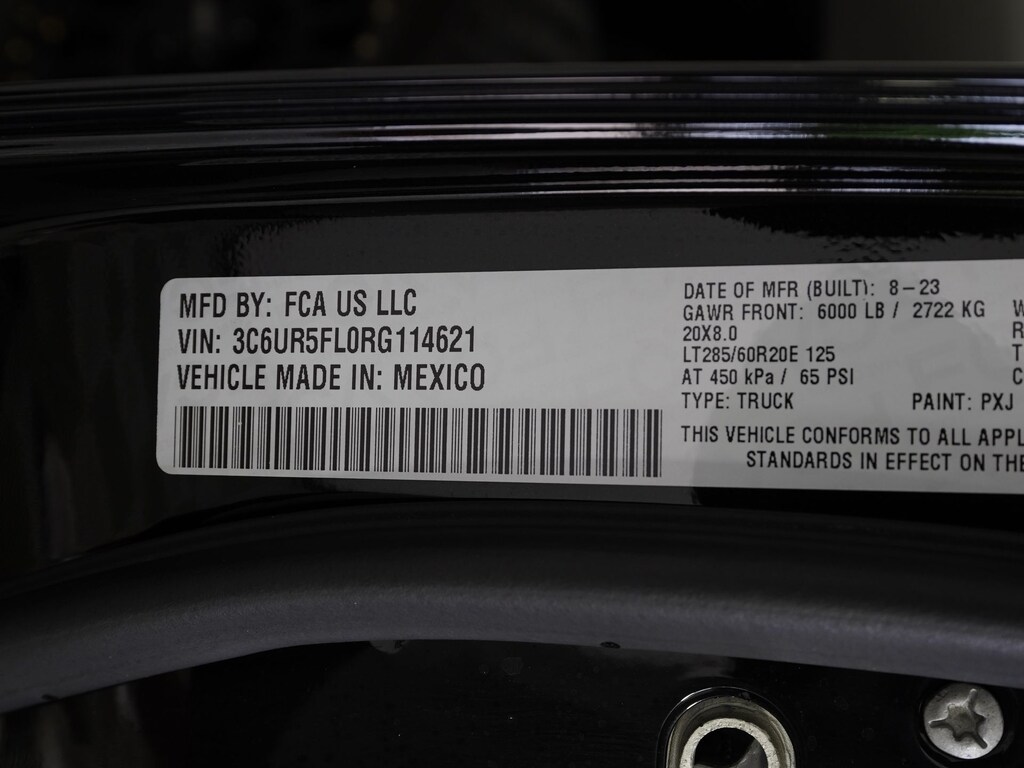 MFD BY: FCA US LLC
VIN: 3C6UR5FL0RG114621
VEHICLE MADE IN: MEXICO
DATE OF MFR (BUILT): 8-23
GAWR FRONT: 6000 LB / 2722 KG
20X8.0
LT285/60R20E 125
AT 450 kPa / 65 PSI
TYPE: TRUCK PAINT: PXJ
THIS VEHICLE CONFORMS TO ALL APPL
STANDARDS IN EFFECT ON THE